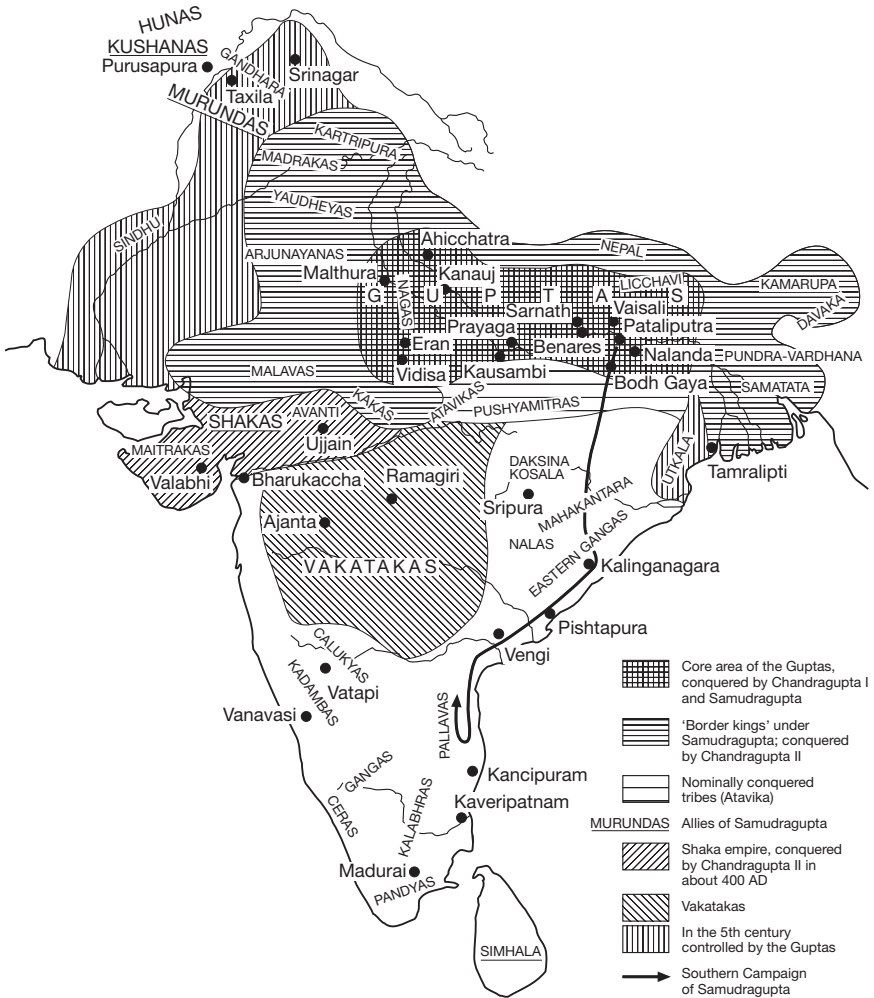 HUNAS
KUSHANAS
Purusapura
GANDHARA
Srinagar
Taxila
MURUNDAS
KARTRIPURA
MADRAKAS
YAUDHEYAS
SINDHU
ARJUNAYANAS
Ahicchatra
NEPAL
Malthura
Kanauj
LICCHAVI
KAMARUPA
G U P T A S
NAGAS
Sarnath
Vaisali
DAVAKA
Prayaga
Pataliputra
Eran
Benares
Nalanda
PUNDRA-VARDHANA
MALAVAS
Vidisa
Kausambi
Bodh Gaya
SAMATATA
KAKAS
ATAVIKAS
PUSHYAMITRAS
SHAKAS
AVANTI
Ujjain
MAITRAKAS
Valabhi
Bharukaccha
Ramagiri
DAKSINA
KOSALA
UTKALA
Tamralipti
Ajanta
Sripura
MAHAKANTARA
NALAS
VAKATAKAS
EASTERN GANGAS
Kalinganagara
Pishtapura
Vengi
CALUKYAS
KADAMBAS
Vatapi
Vanavasi
PALLAVAS
GANGAS
Kancipuram
CERAS
KALABHRAS
Kaveripatnam
Madurai
PANDYAS
SIMHALA
Core area of the Guptas,
conquered by Chandragupta I
and Samudragupta
‘Border kings’ under
Samudragupta; conquered
by Chandragupta II
Nominally conquered
tribes (Atavika)
MURUNDAS Allies of Samudragupta
Shaka empire, conquered
by Chandragupta II in
about 400 AD
Vakatakas
In the 5th century
controlled by the Guptas
Southern Campaign
of Samudragupta